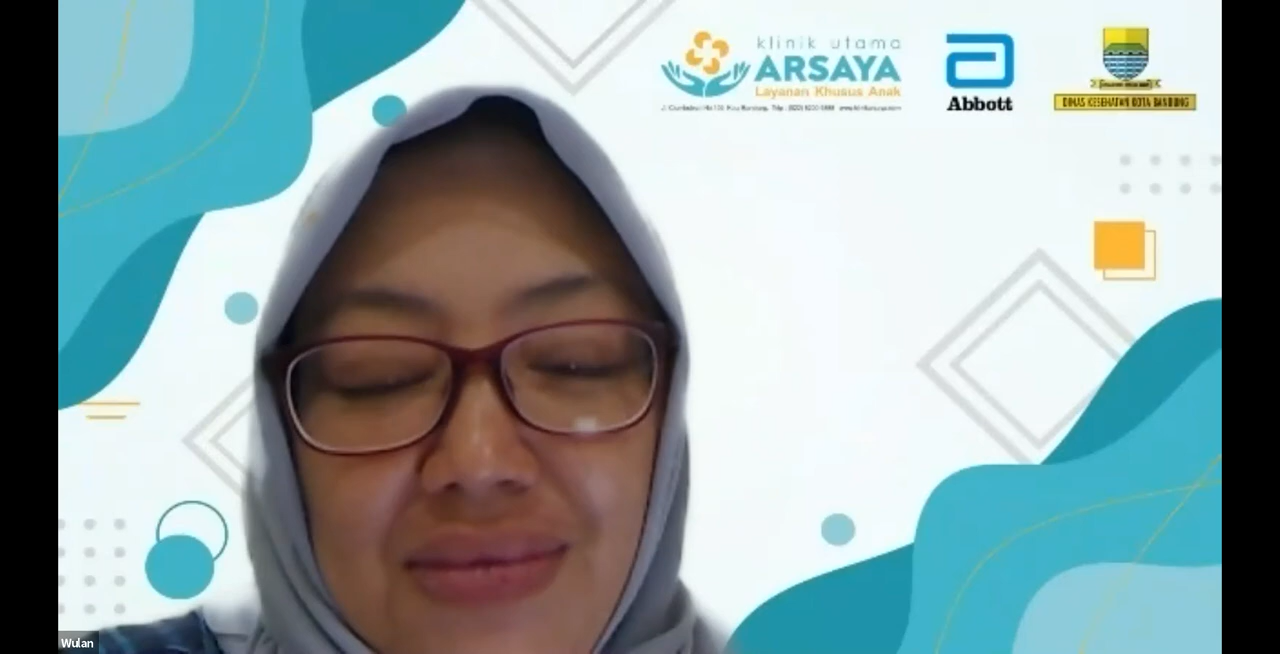 klinik utama
ARSAYA
Layanan Khusus Anak
Abbott
DINAS KESEHATAN KOTA BANDUNG
Wulan